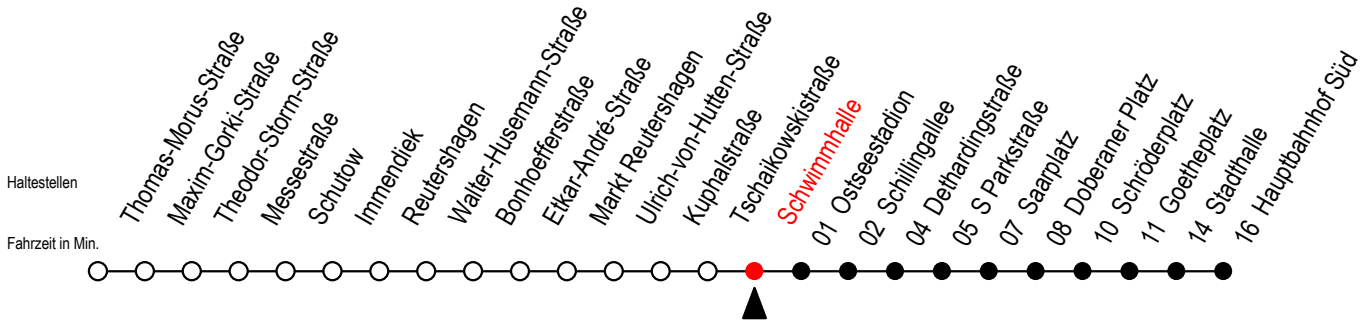 Haltestellen
Fahrzeit in Min.
Thomas-Morus-Straße
Maxim-Gorki-Straße
Theodor-Storm-Straße
Messestraße
Schutow
Immendiek
Reutershagen
Walter-Husemann-Straße
Bonhoefferstraße
Etkar-André-Straße
Markt Reutershagen
Ulrich-von-Hutten-Straße
Kuphalstraße
Tschaikowskistraße
Schwimmhalle
01 Ostseestadion
02 Schillingallee
04 Dethardingstraße
05 S Parkstraße
07 Saarplatz
08 Doberaner Platz
10 Schröderplatz
11 Goetheplatz
14 Stadthalle
16 Hauptbahnhof Süd